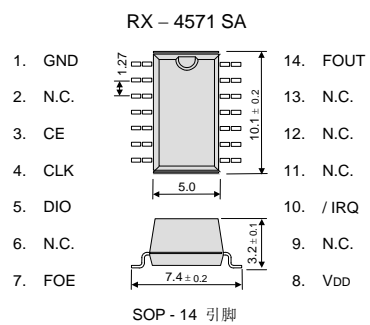 RX – 4571 SA
1. GND
2. N.C.
3. CE
4. CLK
5. DIO
6. N.C.
7. FOE
1.27
10.1 ± 0.2
5.0
3.2 ± 0.1
7.4 ± 0.2
14. FOUT
13. N.C.
12. N.C.
11. N.C.
10. / IRQ
9. N.C.
8. VDD
SOP - 14 引脚